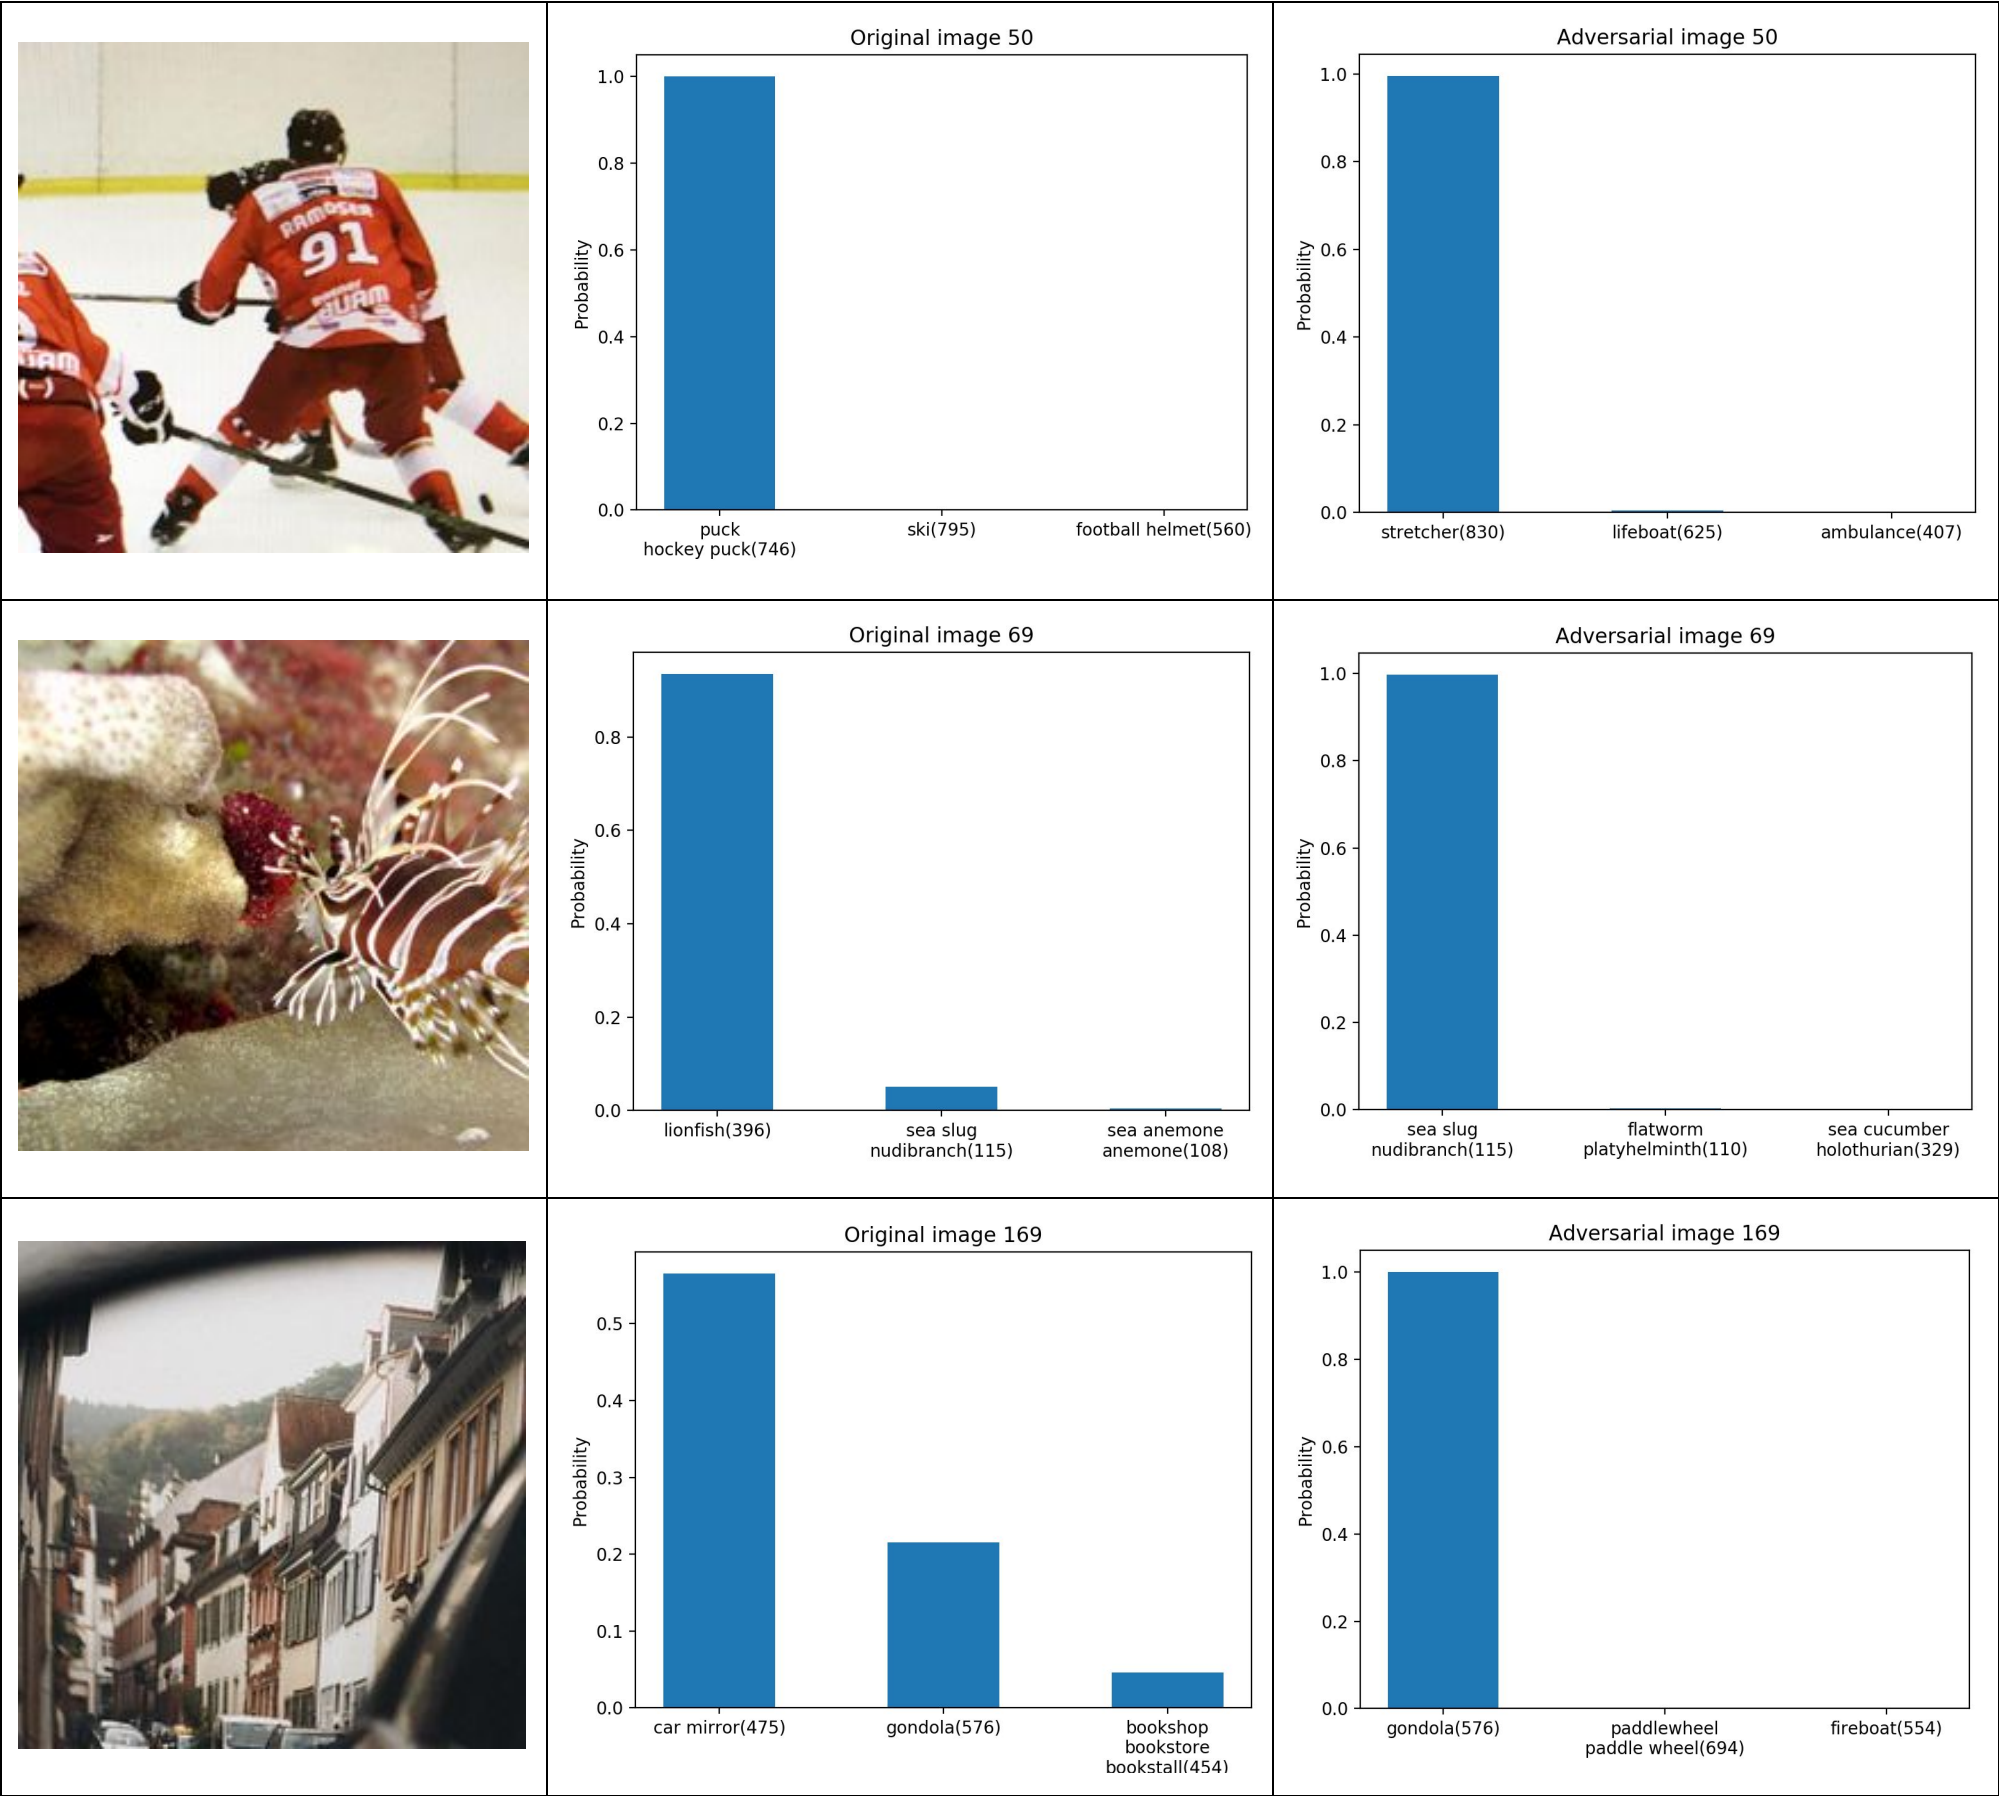 RAMOSER
91
UAM
(-)
Original image 50
Probability
1.0
0.8
0.6
0.4
0.2
0.0
puck
hockey puck(746)
ski(795)
football helmet(560)
Adversarial image 50
Probability
1.0
0.8
0.6
0.4
0.2
0.0
stretcher(830)
lifeboat(625)
ambulance(407)
Original image 69
Probability
0.8
0.6
0.4
0.2
0.0
lionfish(396)
sea slug
nudibranch(115)
sea anemone
anemone(108)
Adversarial image 69
Probability
1.0
0.8
0.6
0.4
0.2
0.0
sea slug
nudibranch(115)
flatworm
platyhelminth(110)
sea cucumber
holothurian(329)
Original image 169
Probability
0.5
0.4
0.3
0.2
0.1
0.0
car mirror(475)
gondola(576)
bookshop
bookstore
bookstall(454)
Adversarial image 169
Probability
1.0
0.8
0.6
0.4
0.2
0.0
gondola(576)
paddlewheel
paddle wheel(694)
fireboat(554)